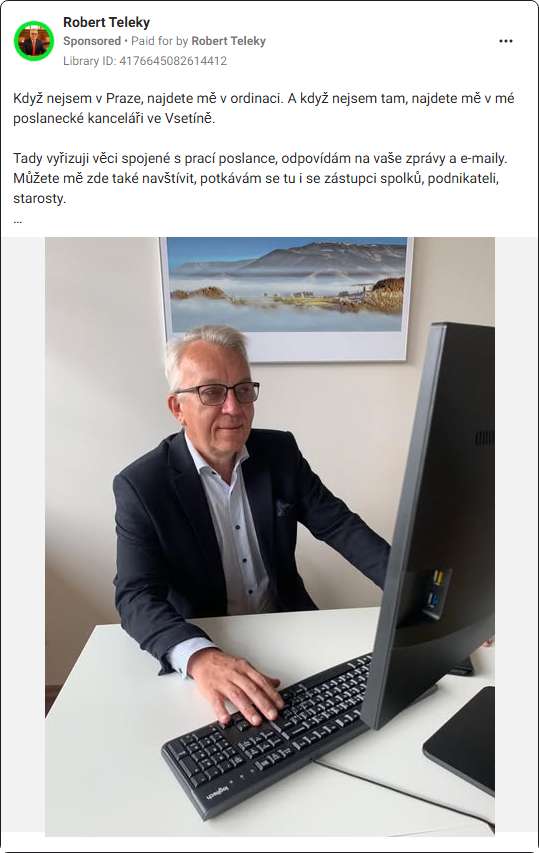 Robert Teleky
Sponsored • Paid for by Robert Teleky
Library ID: 4176645082614412
Když nejsem v Praze, najdete mě v ordinaci. A když nejsem tam, najdete mě v mé
poslanecké kanceláři ve Vsetíně.
Tady vyřizuji věci spojené s prací poslance, odpovídám na vaše zprávy a e-maily.
Můžete mě zde také navštívit, potkávám se tu i se zástupci spolků, podnikateli,
starosty.
...
logitech